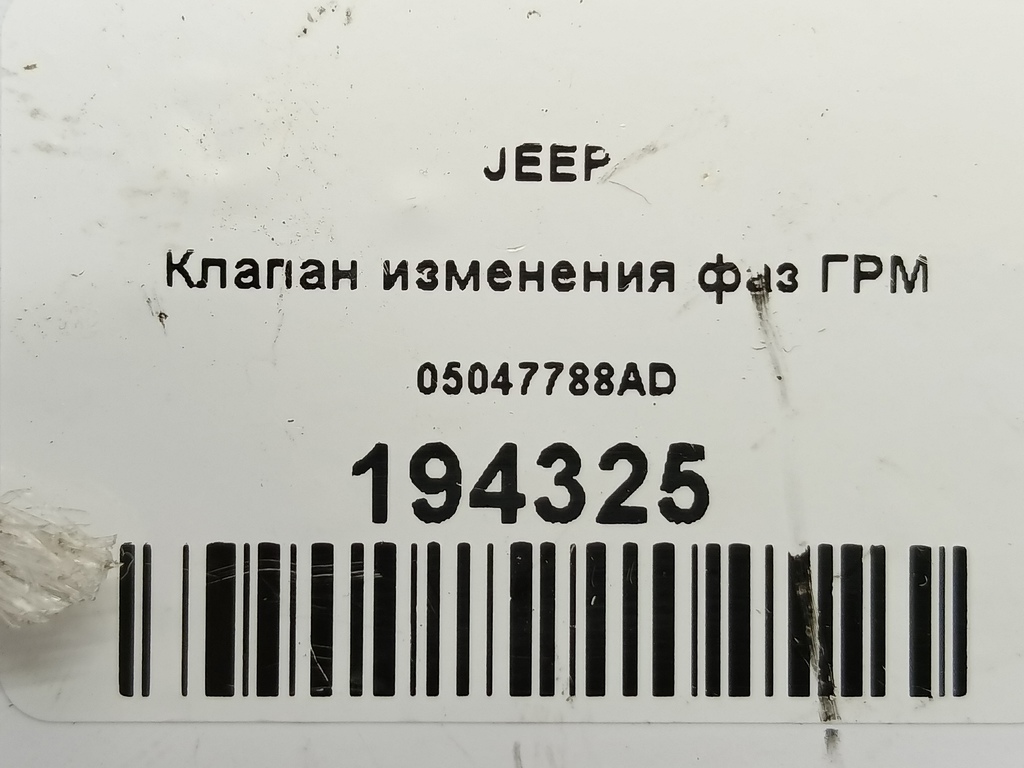 JEEP
Клапан изменения фаз ГРМ
05047788AD
194325